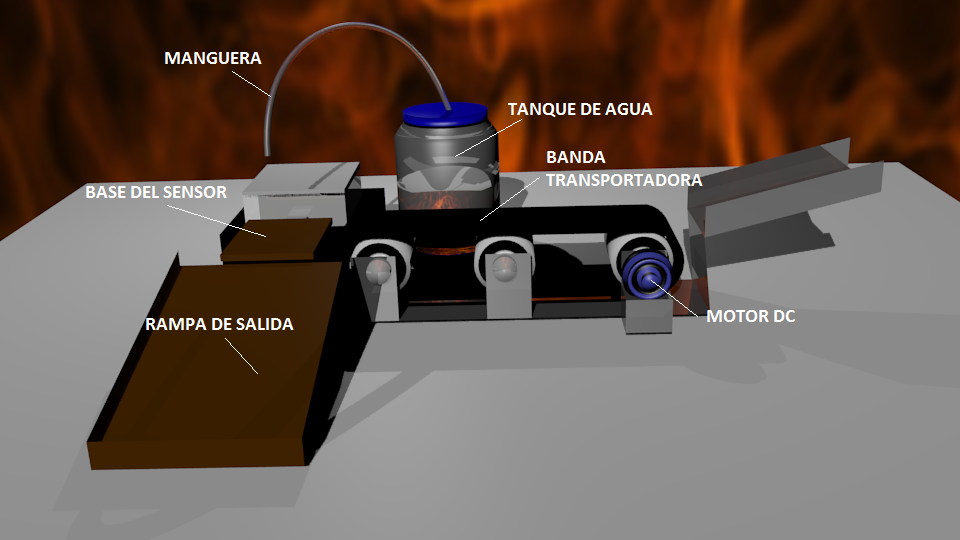 MANGUERA
TANQUE DE AGUA
BANDA
TRANSPORTADORA
BASE DEL SENSOR
RAMPA DE SALIDA
MOTOR DC